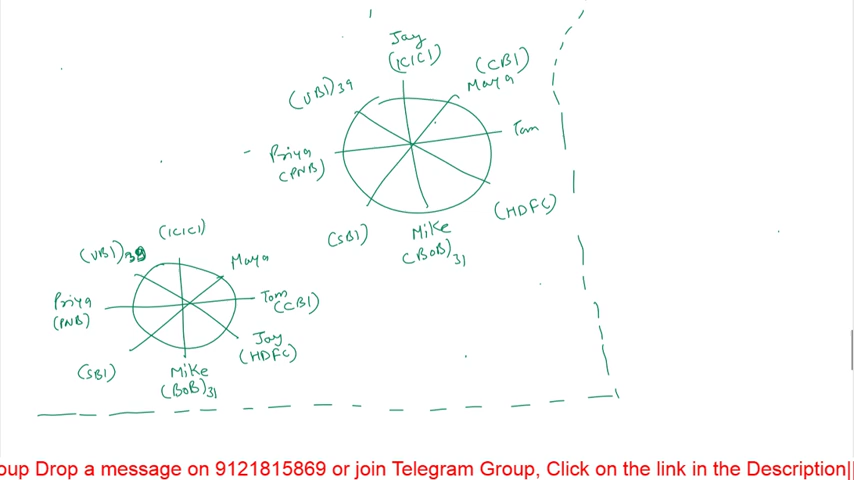 Jay
(ICICI)
(CBI)
Maya
(UBI) 39
Tom
Priya
(PNB)
(HDFC)
(SBI)
Mike
(BOB) 31
(ICICI)
(UBI) 39
Maya
Priya
(PNB)
Tom
(CBI)
Jay
(HDFC)
(SBI)
Mike
(BOB) 31
oup Drop a message on 9121815869 or join Telegram Group, Click on the link in the Description||